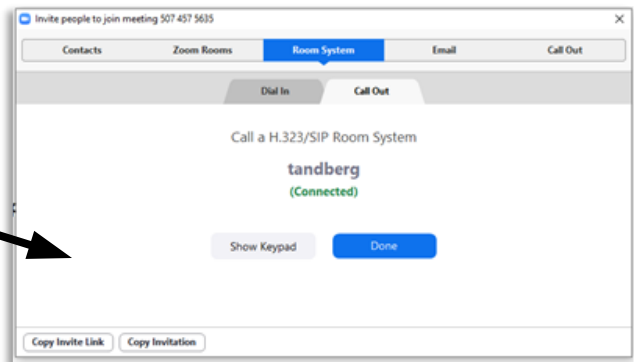 Invite people to join meeting 507 457 5635
Contacts Zoom Rooms Room System Email Call Out
Dial In Call Out
Call a H.323/SIP Room System
tandberg
(Connected)
Show Keypad Done
Copy Invite Link Copy Invitation